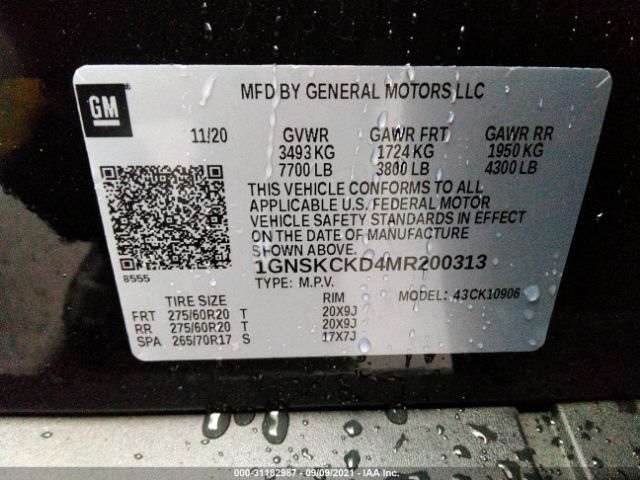 GM
MFD BY GENERAL MOTORS LLC
11/20 GVWR GAWR FRT GAWR RR
3493 KG 1724 KG 1950 KG
7700 LB 3800 LB 4300 LB
THIS VEHICLE CONFORMS TO ALL
APPLICABLE U.S. FEDERAL MOTOR
VEHICLE SAFETY STANDARDS IN EFFECT
ON THE DATE OF MANUFACTURE
SHOWN ABOVE.
8555
1GNSKCKD4MR200313
TYPE: M.P.V. MODEL: 43CK10906
TIRE SIZE RIM
FRT 275/60R20 T 20X9J
RR 275/60R20 T 20X9J
SPA 265/70R17 S 17X7J
000-31182987 - 09/09/2021 - IAA Inc.